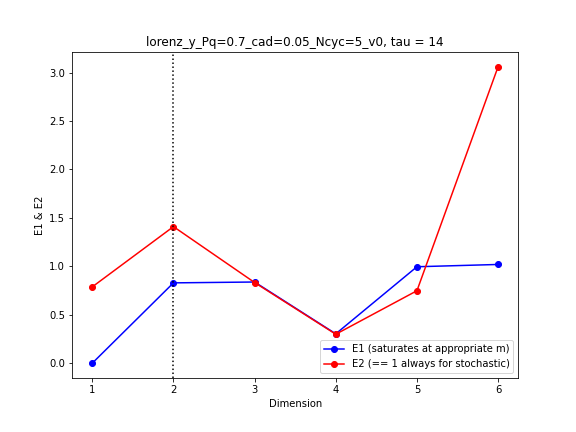 lorenz_y_Pq=0.7_cad=0.05_Ncyc=5_v0, tau = 14
E1 & E2
3.0
2.5
2.0
1.5
1.0
0.5
0.0
E1 (saturates at appropriate m)
E2 (== 1 always for stochastic)
1 2 3 4 5 6
Dimension